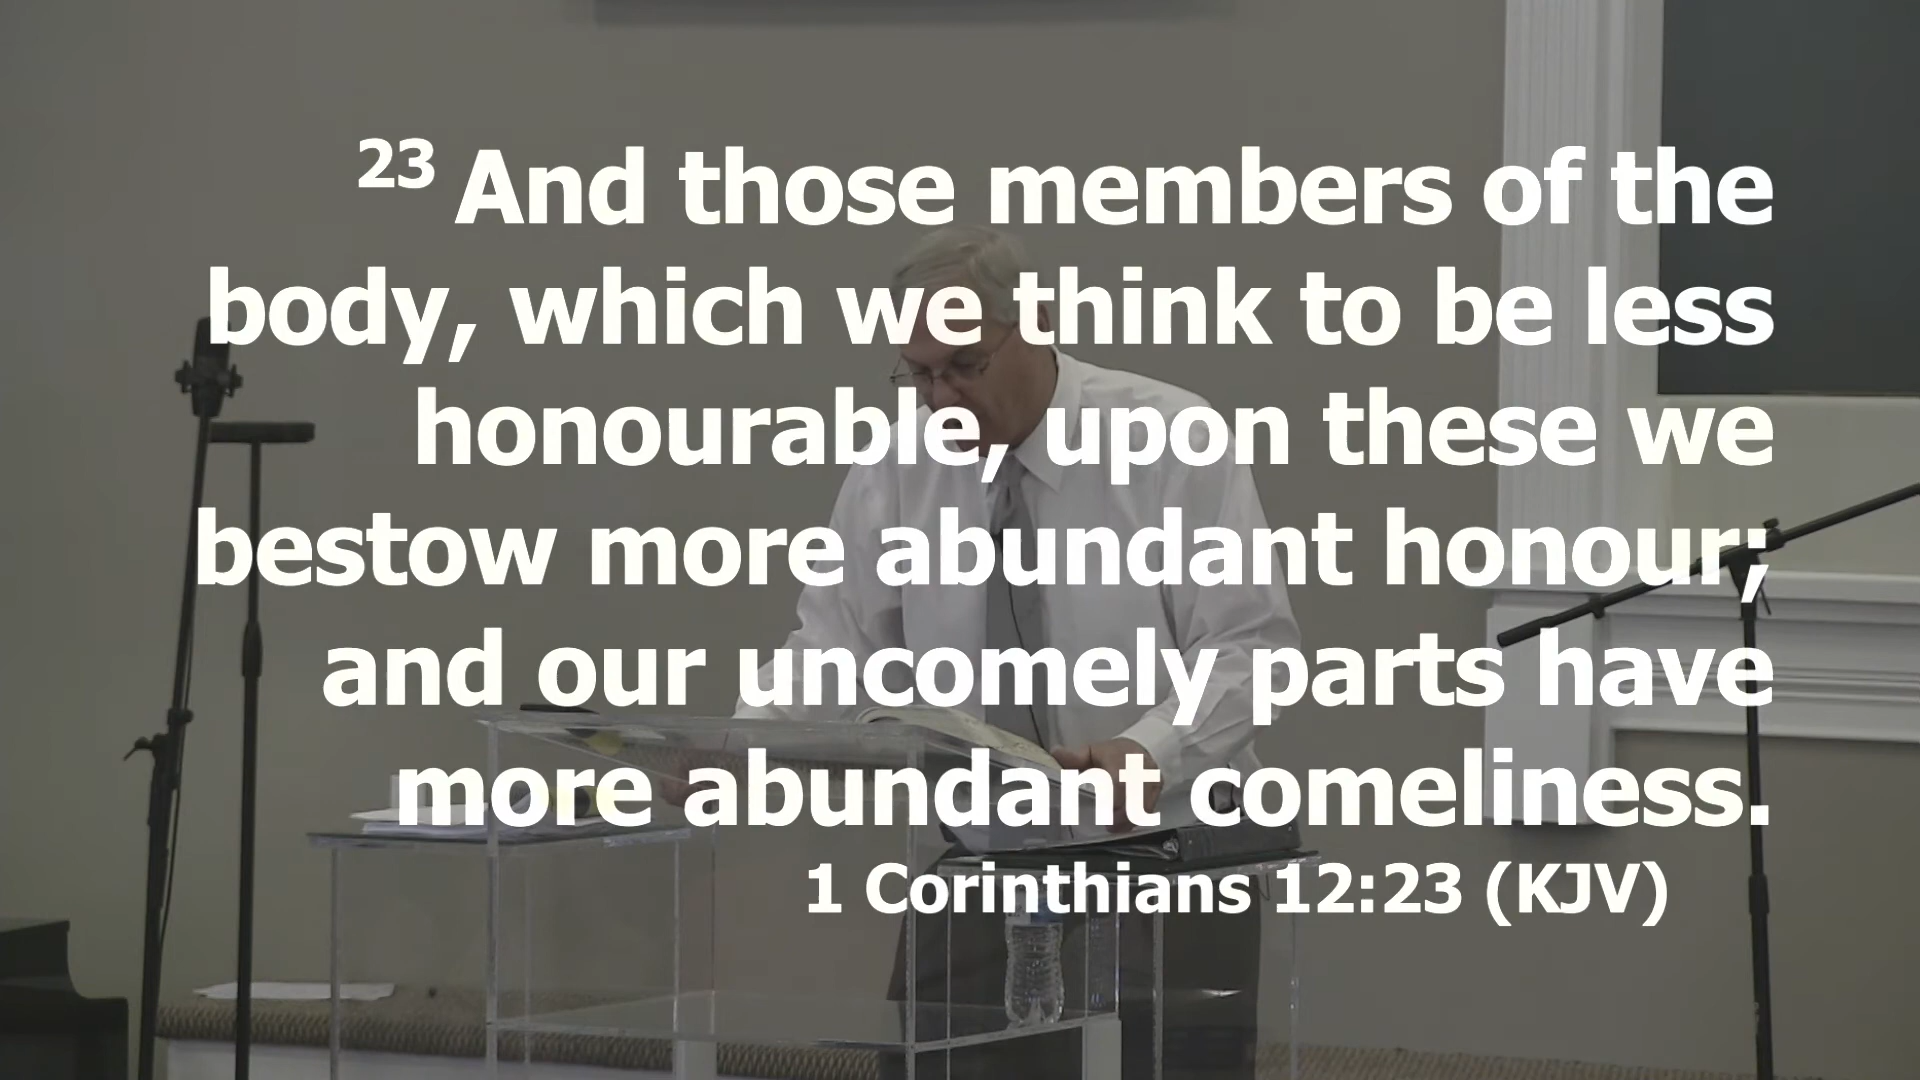 23 And those members of the
body, which we think to be less
honourable, upon these we
bestow more abundant honour;
and our uncomely parts have
more abundant comeliness.
1 Corinthians 12:23 (KJV)